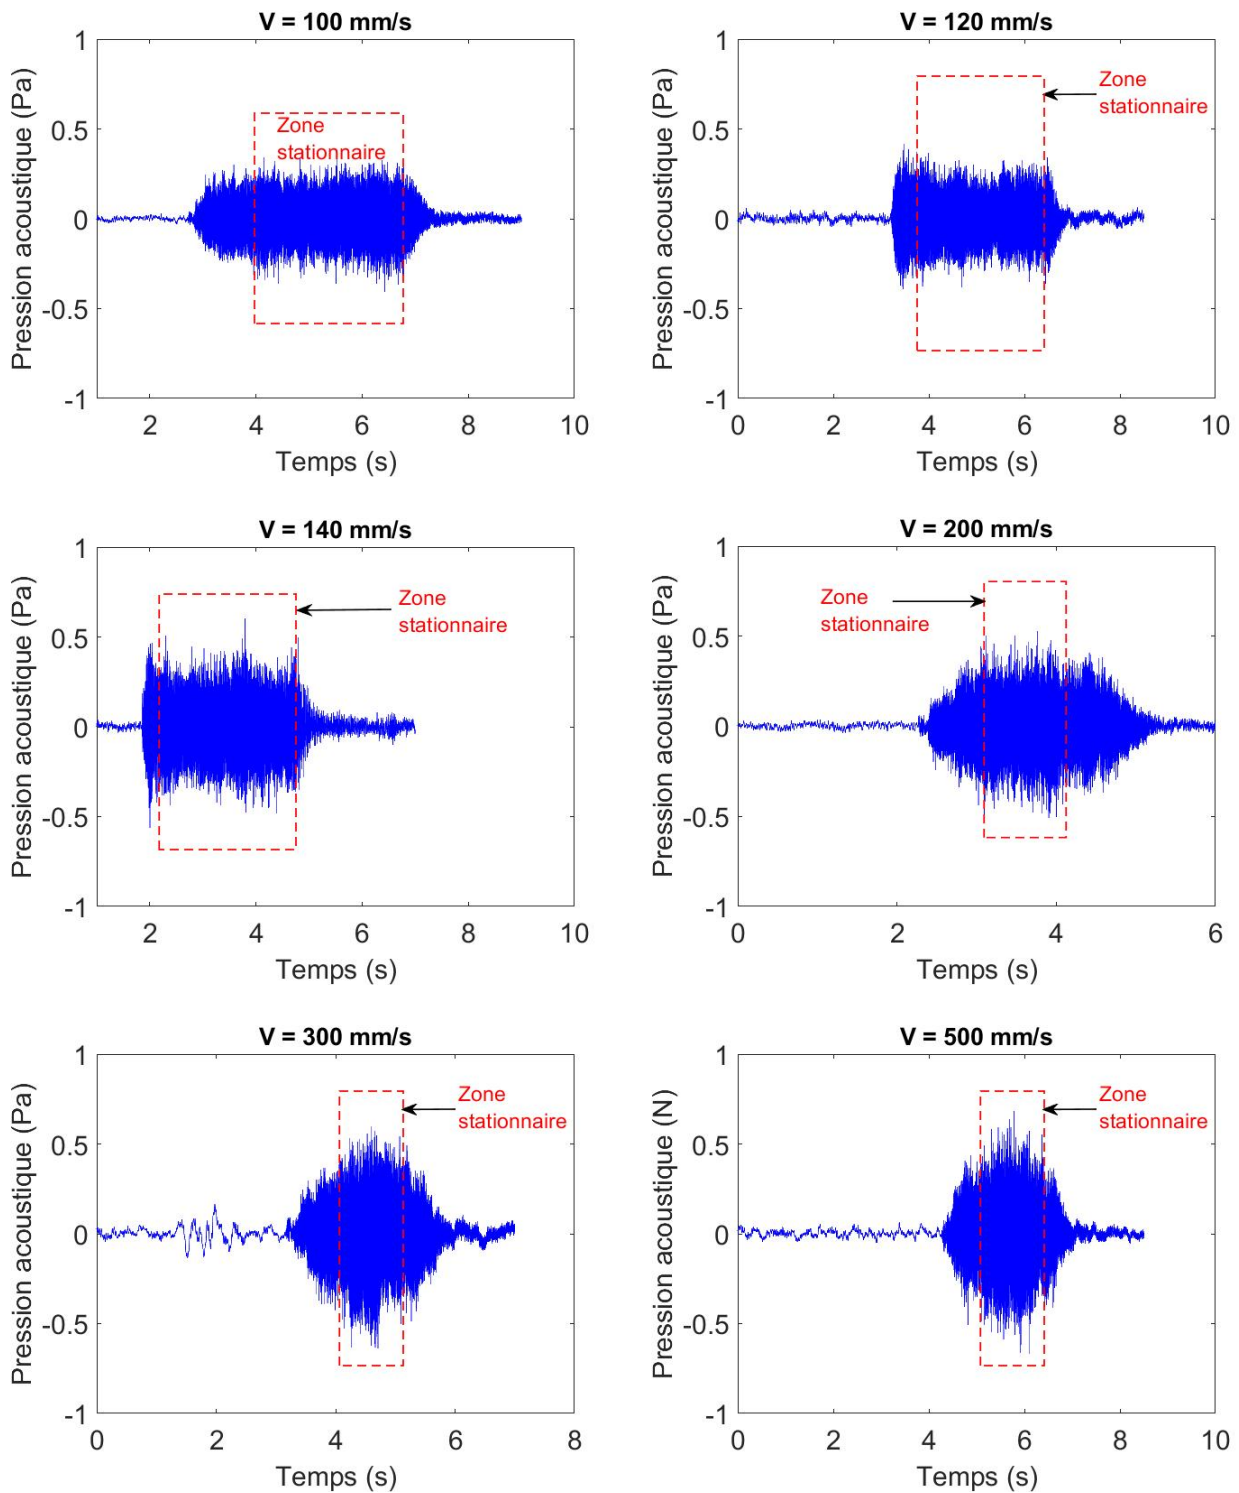 V = 100 mm/s
1
0.5
0
-0.5
-1
Pression acoustique (Pa)
Zone
stationnaire
2 4 6 8 10
Temps (s)
V = 120 mm/s
1
0.5
0
-0.5
-1
Pression acoustique (Pa)
Zone
stationnaire
0 2 4 6 8 10
Temps (s)
V = 140 mm/s
1
0.5
0
-0.5
-1
Pression acoustique (Pa)
Zone
stationnaire
2 4 6 8 10
Temps (s)
V = 200 mm/s
1
0.5
0
-0.5
-1
Pression acoustique (Pa)
Zone
stationnaire
0 2 4 6
Temps (s)
V = 300 mm/s
1
0.5
0
-0.5
-1
Pression acoustique (Pa)
Zone
stationnaire
0 2 4 6 8
Temps (s)
V = 500 mm/s
1
0.5
0
-0.5
-1
Pression acoustique (N)
Zone
stationnaire
0 2 4 6 8 10
Temps (s)